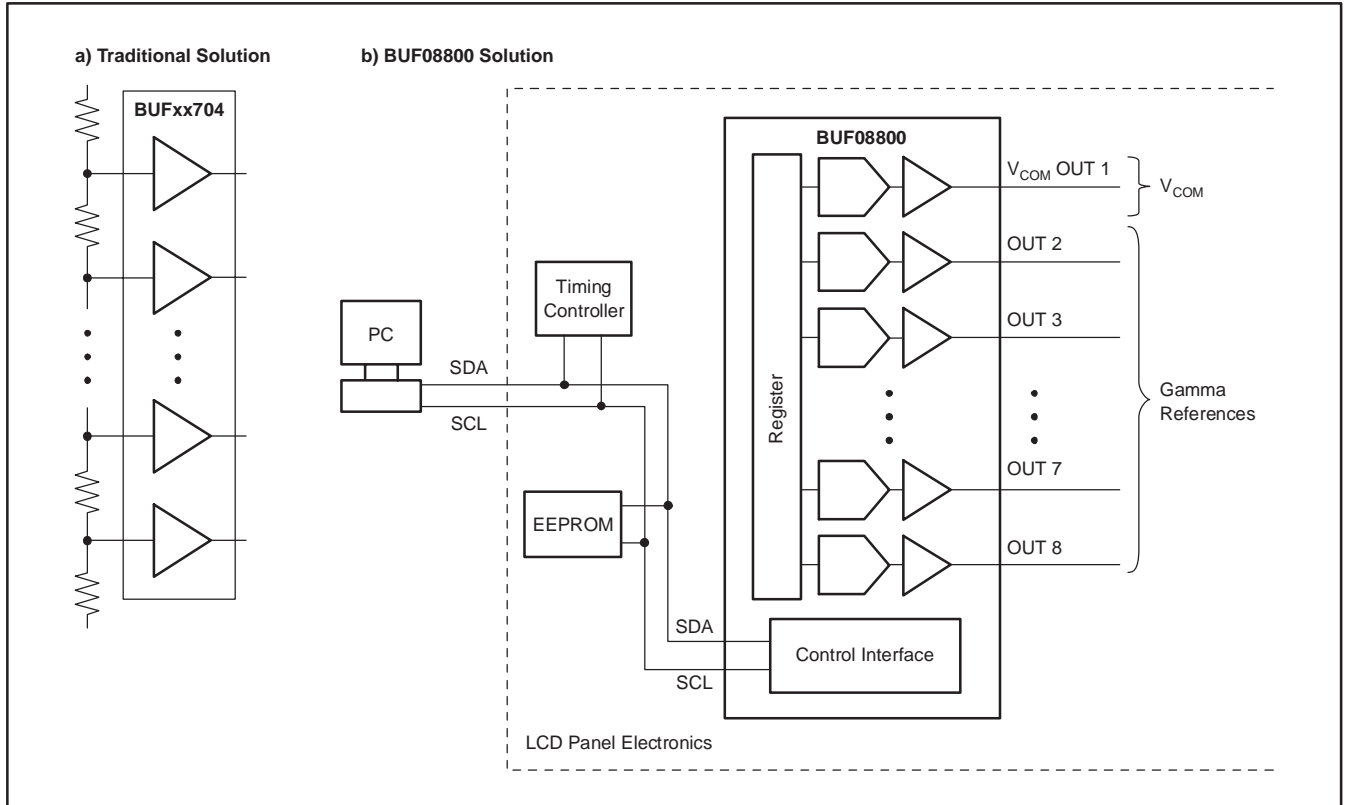 a) Traditional Solution
BUFxx704
b) BUF08800 Solution
BUF08800
Register
VCOM OUT 1
VCOM
OUT 2
OUT 3
Gamma
References
OUT 7
OUT 8
Timing
Controller
PC
SDA
SCL
EEPROM
SDA
SCL
Control Interface
LCD Panel Electronics